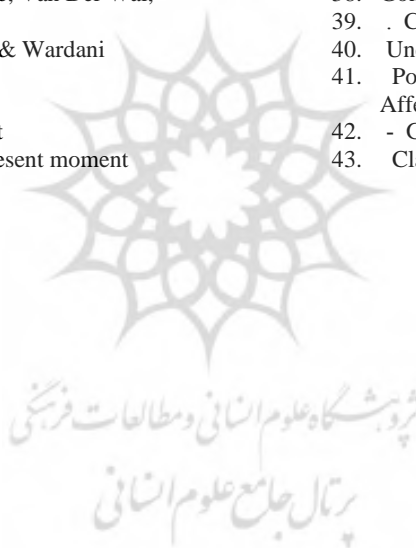 Van Der Wal,
& Wardani
esent moment
39. . C
40. Un
41. Po
Affe
42. - C
43. Cla
پژوهشگاه علوم انسانی و مطالعات فرهنگی
پرتال جامع علوم انسانی